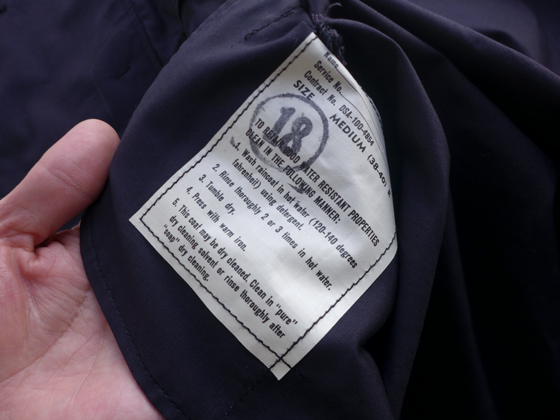 Name
Service No.
Contract No. DSA-100-4854
SIZE MEDIUM (38-40)
18
TO WATER RESISTANT PROPERTIES
CLEAN IN THE FOLLOWING MANNER:
1. Wash raincoat in hot water (120-140 degrees
(ahrenheit) using detergent.
2. Rinse thoroughly 2 or 3 times in hot water.
3. Tumble dry.
4. Press with warm iron.
5. This coat may be dry cleaned. Clean in "pure"
dry cleaning solvent or rinse thoroughly after
"soap" dry cleaning.